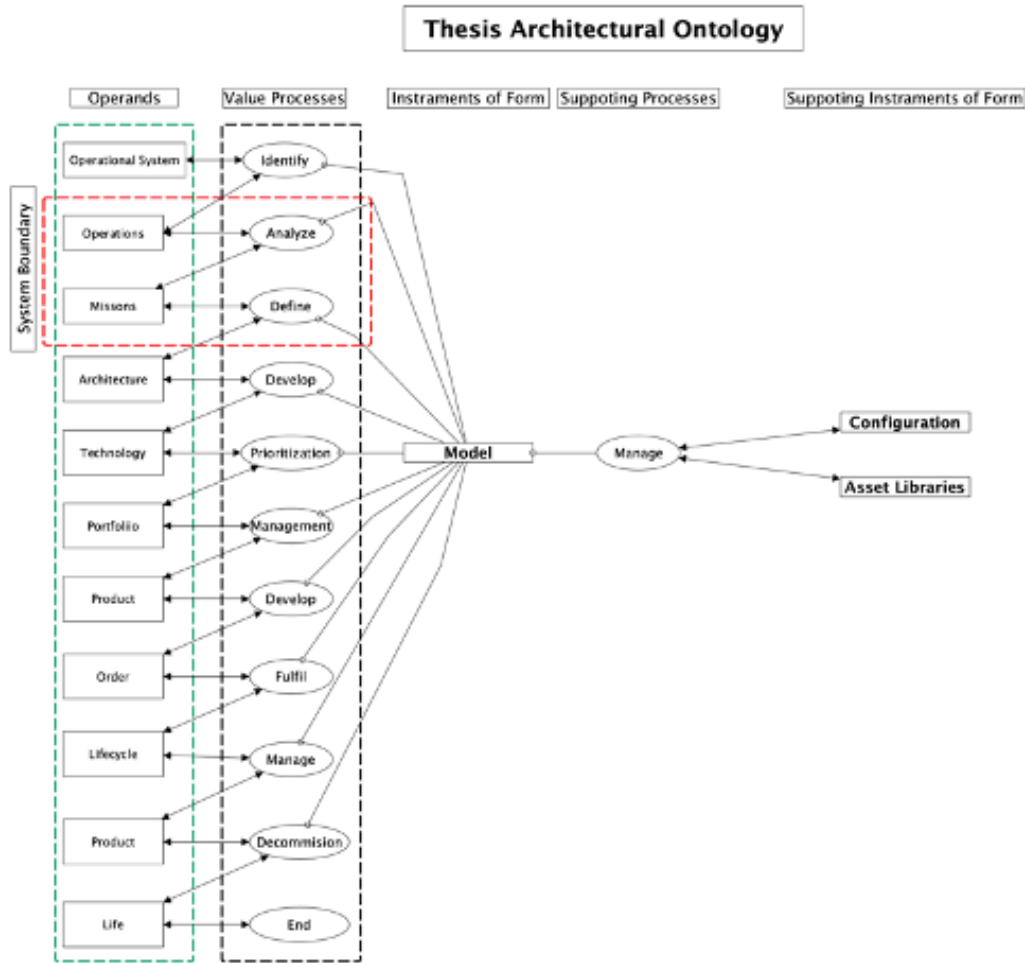 Thesis Architectural Ontology
Operands
Value Processes
Instraments of Form
Suppoting Processes
Suppoting Instraments of Form
System Boundary
Operational System
Identify
Operations
Analyze
Missons
Define
Architecture
Develop
Technology
Prioritization
Model
Manage
Configuration
Asset Libraries
Portfoliio
Management
Product
Develop
Order
Fulfil
Lifecycle
Manage
Product
Decommision
Life
End